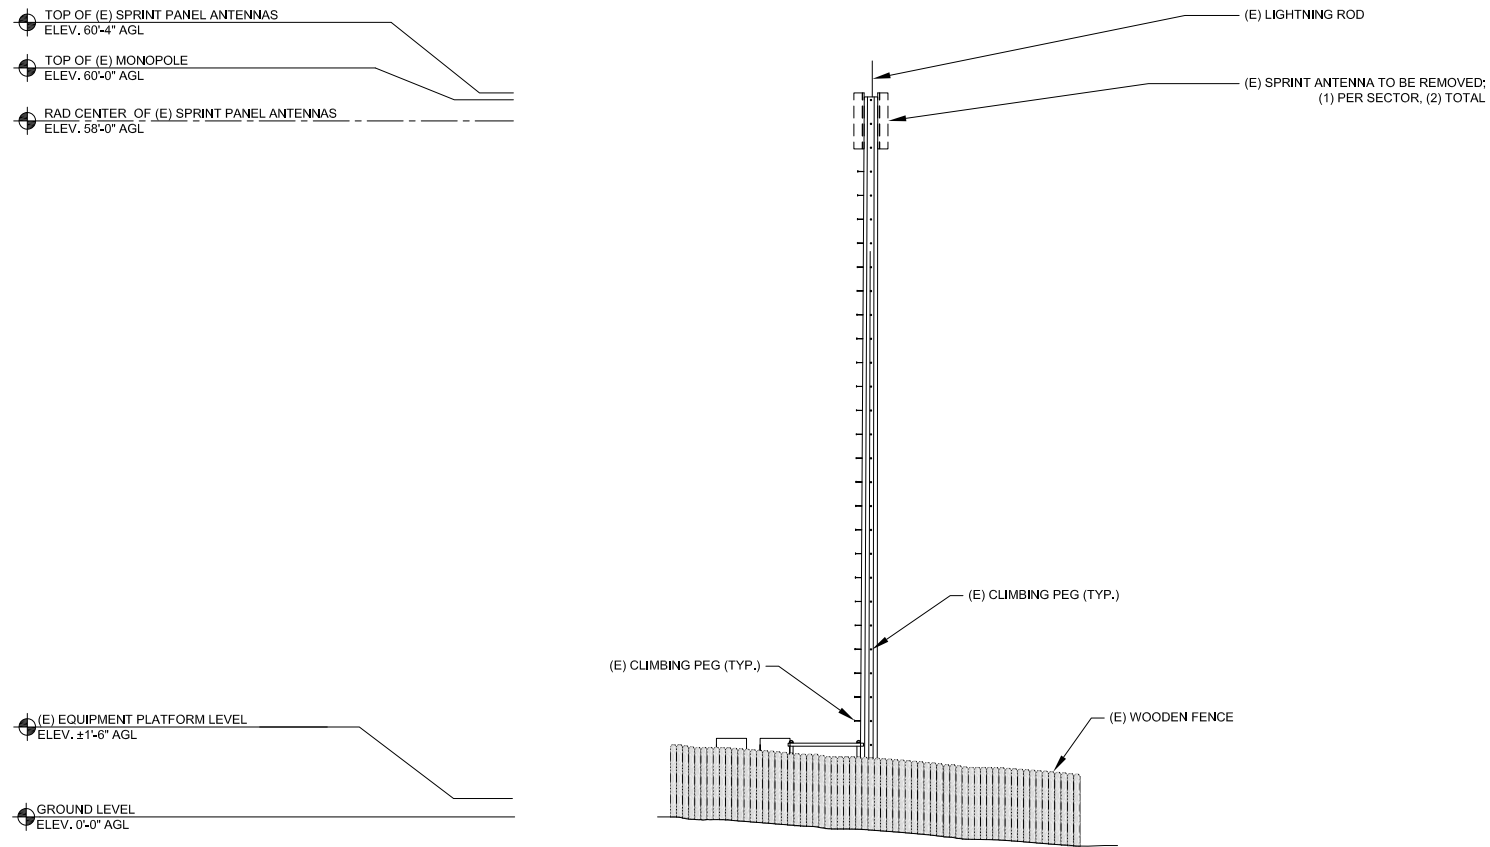 TOP OF (E) SPRINT PANEL ANTENNAS
ELEV. 60'-4" AGL
TOP OF (E) MONOPOLE
ELEV. 60'-0" AGL
RAD CENTER OF (E) SPRINT PANEL ANTENNAS
ELEV. 58'-0" AGL
(E) LIGHTNING ROD
(E) SPRINT ANTENNA TO BE REMOVED;
(1) PER SECTOR, (2) TOTAL
(E) CLIMBING PEG (TYP.)
(E) CLIMBING PEG (TYP.)
(E) EQUIPMENT PLATFORM LEVEL
ELEV. ±1'-6" AGL
(E) WOODEN FENCE
GROUND LEVEL
ELEV. 0'-0" AGL